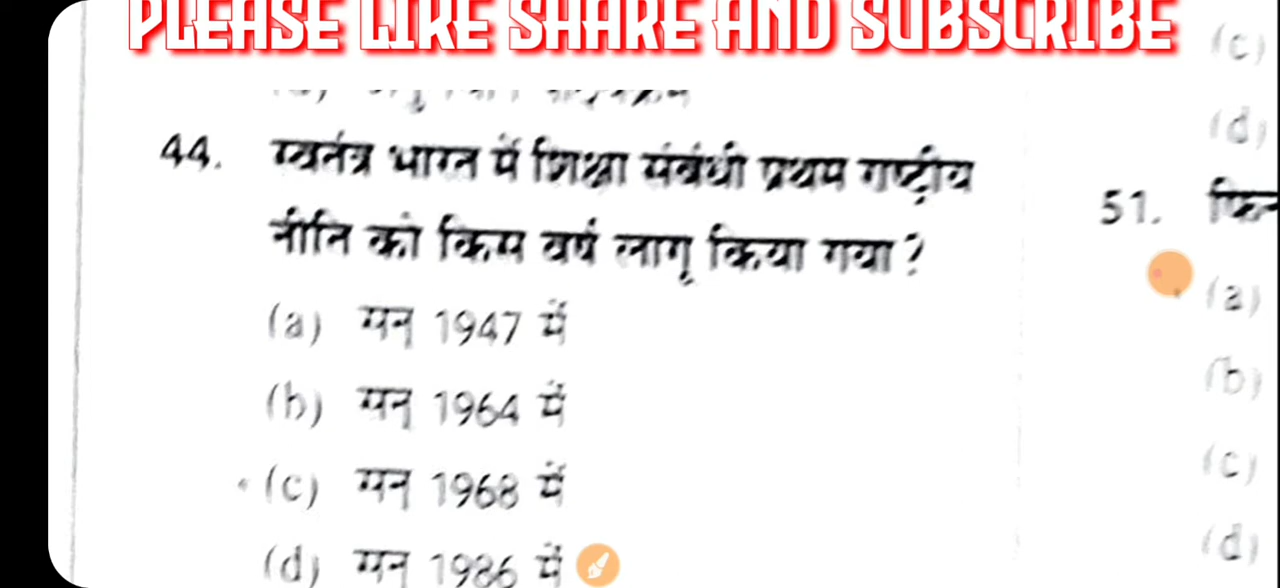 PLEASE LIKE SHARE AND SUBSCRIBE
44. स्वतंत्र भारत में शिक्षा संबंधी प्रथम राष्ट्रीय
नीति को किस वर्ष लागू किया गया?
(a) सन् 1947 में
(b) सन् 1964 में
(c) सन् 1968 में
(d) सन् 1986 में
(c)
(d)
51.
(a)
(b)
(c)
(d)